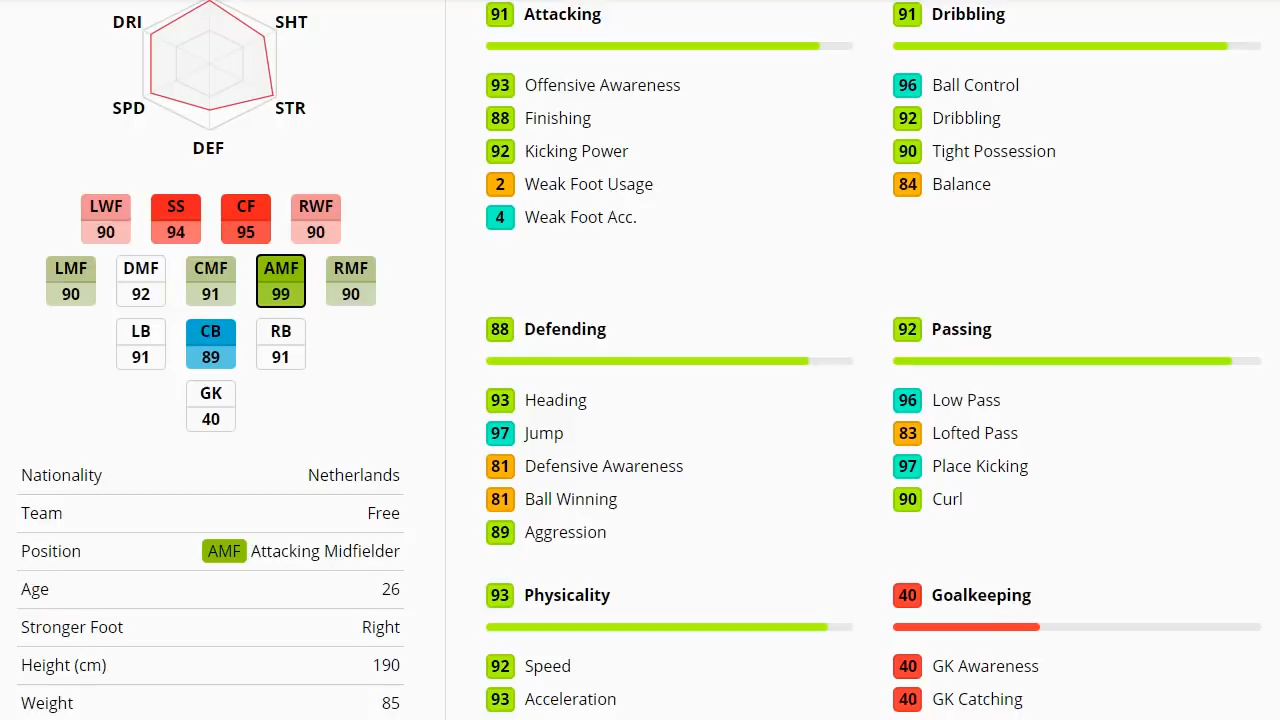 DRI
SHT
SPD
STR
DEF
LWF SS CF RWF
90 94 95 90
LMF DMF CMF AMF RMF
90 92 91 99 90
LB CB RB
91 89 91
GK
40
Nationality Netherlands
Team Free
Position AMF Attacking Midfielder
Age 26
Stronger Foot Right
Height (cm) 190
Weight 85
91 Attacking
93 Offensive Awareness
88 Finishing
92 Kicking Power
2 Weak Foot Usage
4 Weak Foot Acc.
91 Dribbling
96 Ball Control
92 Dribbling
90 Tight Possession
84 Balance
88 Defending
93 Heading
97 Jump
81 Defensive Awareness
81 Ball Winning
89 Aggression
92 Passing
96 Low Pass
83 Lofted Pass
97 Place Kicking
90 Curl
93 Physicality
92 Speed
93 Acceleration
40 Goalkeeping
40 GK Awareness
40 GK Catching